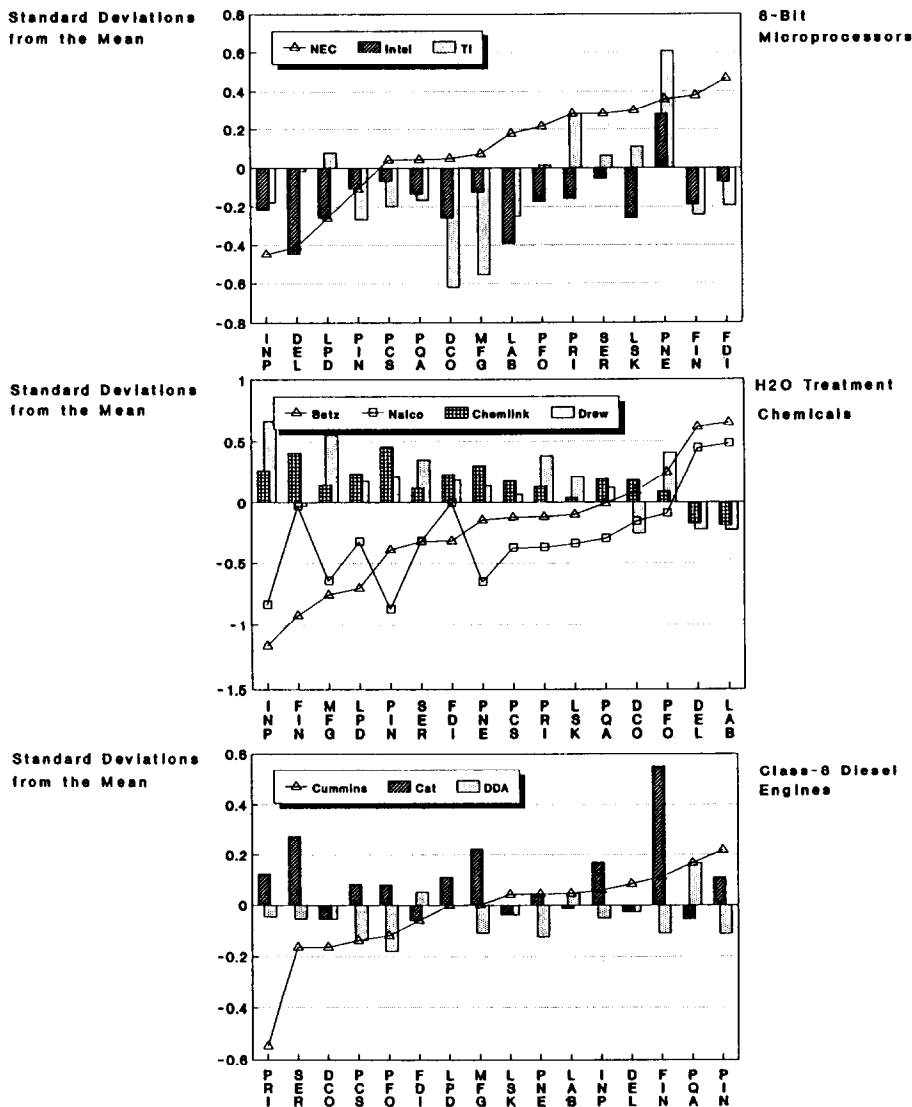 Standard Deviations
from the Mean
8-Bit
Microprocessors
NEC Intel TI
0.8
0.6
0.4
0.2
0
-0.2
-0.4
-0.6
-0.8
INP DEL LPD PIN PCS PQA DCO MFG LAB PFO PRI SER LSK PNE FIN FDI
Standard Deviations
from the Mean
H2O Treatment
Chemicals
Betz Nalco Chemlink Drew
1
0.5
0
-0.5
-1
-1.5
INP FIN MFG LPD PIN SER FDI PNE PCS PRI LSK PQA DCO PFO DEL LAB
Standard Deviations
from the Mean
Class-8 Diesel
Engines
Cummins Cat DDA
0.6
0.4
0.2
0
-0.2
-0.4
-0.6
PRI SER DCO PCS PFO FDI LPD MFG LSK PNE LAB INP DEL FIN PQA PIN